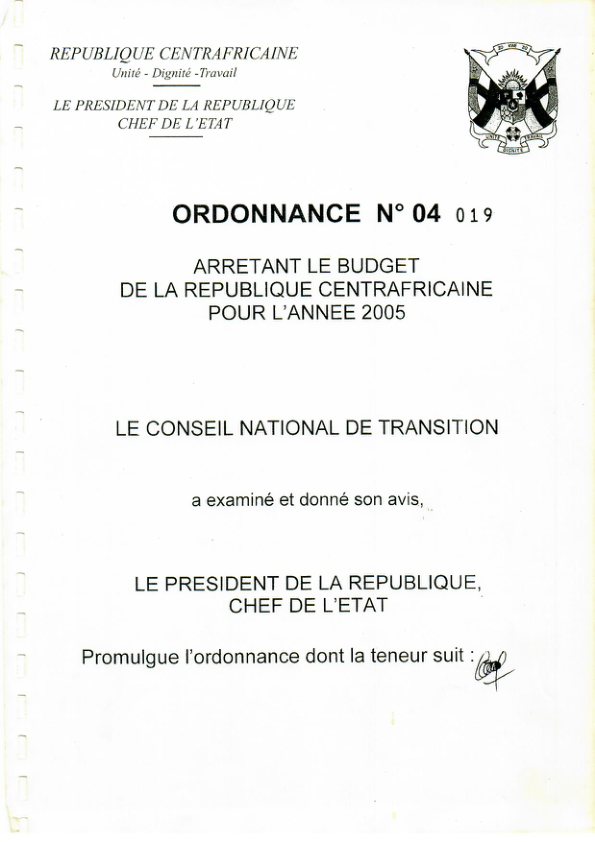 REPUBLIQUE CENTRAFRICAINE
Unité - Dignité -Travail
LE PRESIDENT DE LA REPUBLIQUE
CHEF DE L'ETAT
UNITE DIGNITE TRAVAIL
ORDONNANCE N° 04 019
ARRETANT LE BUDGET
DE LA REPUBLIQUE CENTRAFRICAINE
POUR L'ANNEE 2005
LE CONSEIL NATIONAL DE TRANSITION
a examiné et donné son avis,
LE PRESIDENT DE LA REPUBLIQUE,
CHEF DE L'ETAT
Promulgue l'ordonnance dont la teneur suit :